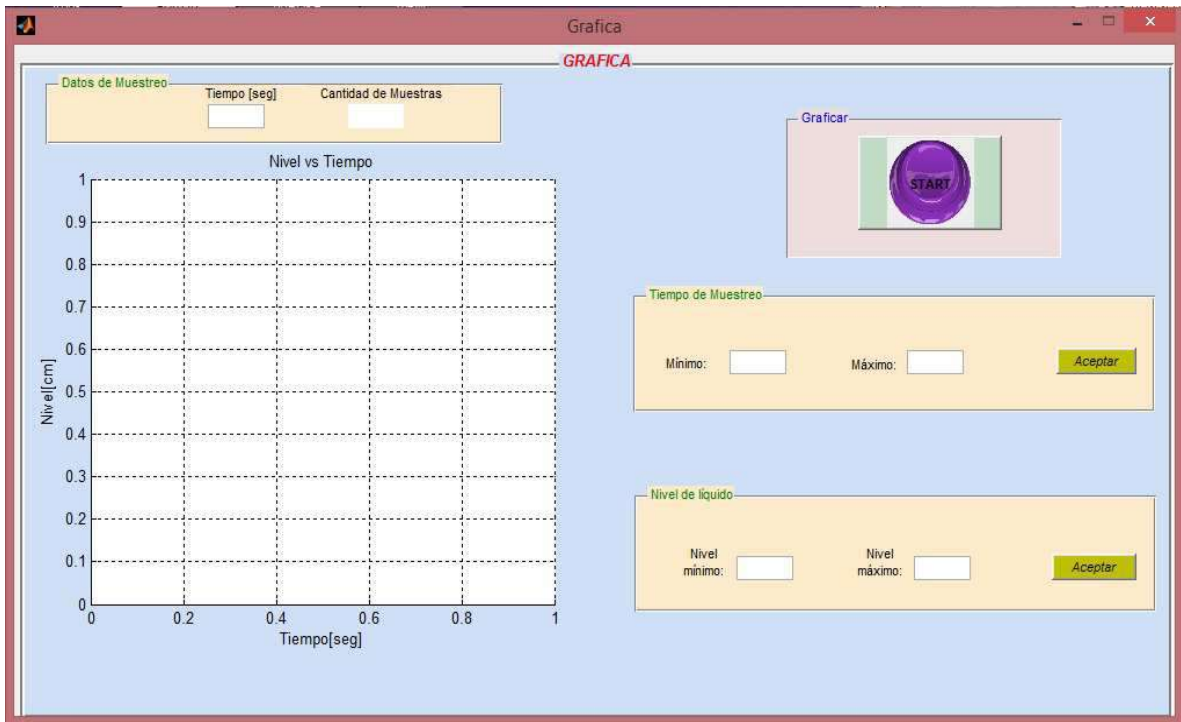 Grafica
GRAFICA
Datos de Muestreo
Tiempo [seg]
Cantidad de Muestras
Nivel vs Tiempo
1
0.9
0.8
0.7
0.6
0.5
0.4
0.3
0.2
0.1
0
Nivel[cm]
0
0.2
0.4
0.6
0.8
1
Tiempo[seg]
Graficar
START
Tiempo de Muestreo
Mínimo:
Máximo:
Aceptar
Nivel de líquido
Nivel
mínimo:
Nivel
máximo:
Aceptar